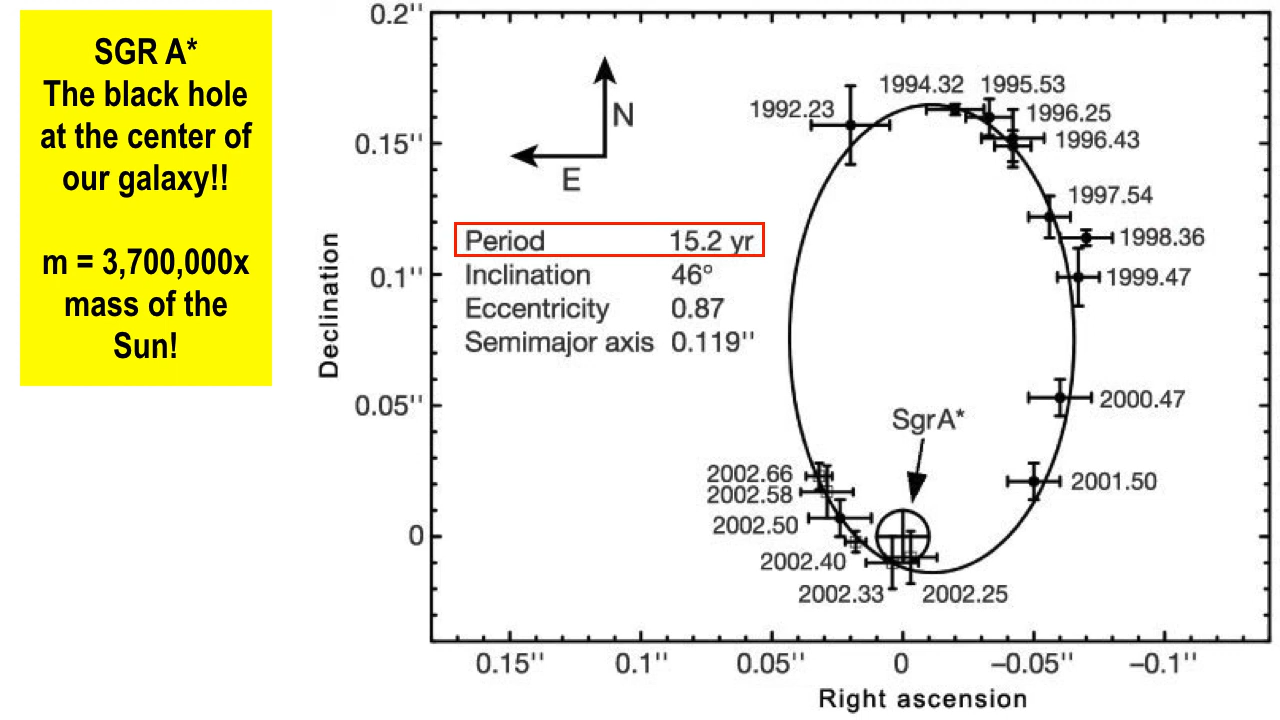 SGR A*
The black hole
at the center of
our galaxy!!
m = 3,700,000x
mass of the
Sun!
0.2''
0.15''
0.1''
0.05''
0
Declination
N
E
Period 15.2 yr
Inclination 46°
Eccentricity 0.87
Semimajor axis 0.119''
1992.23
1994.32
1995.53
1996.25
1996.43
1997.54
1998.36
1999.47
2000.47
2001.50
SgrA*
2002.66
2002.58
2002.50
2002.40
2002.33
2002.25
0.15''
0.1''
0.05''
0
−0.05''
−0.1''
Right ascension